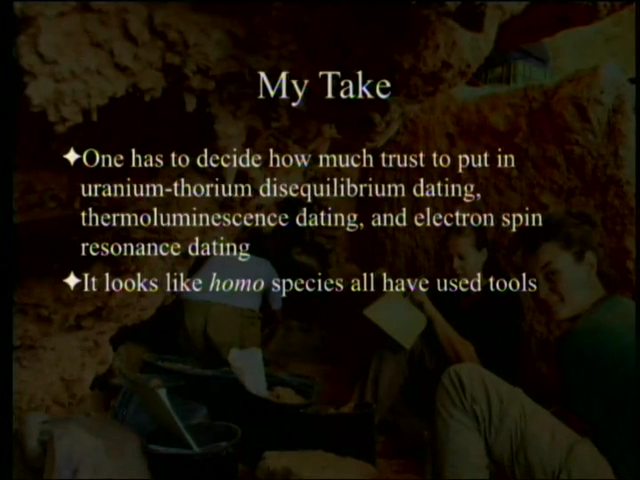 My Take
✦One has to decide how much trust to put in
uranium-thorium disequilibrium dating,
thermoluminescence dating, and electron spin
resonance dating
✦It looks like homo species all have used tools